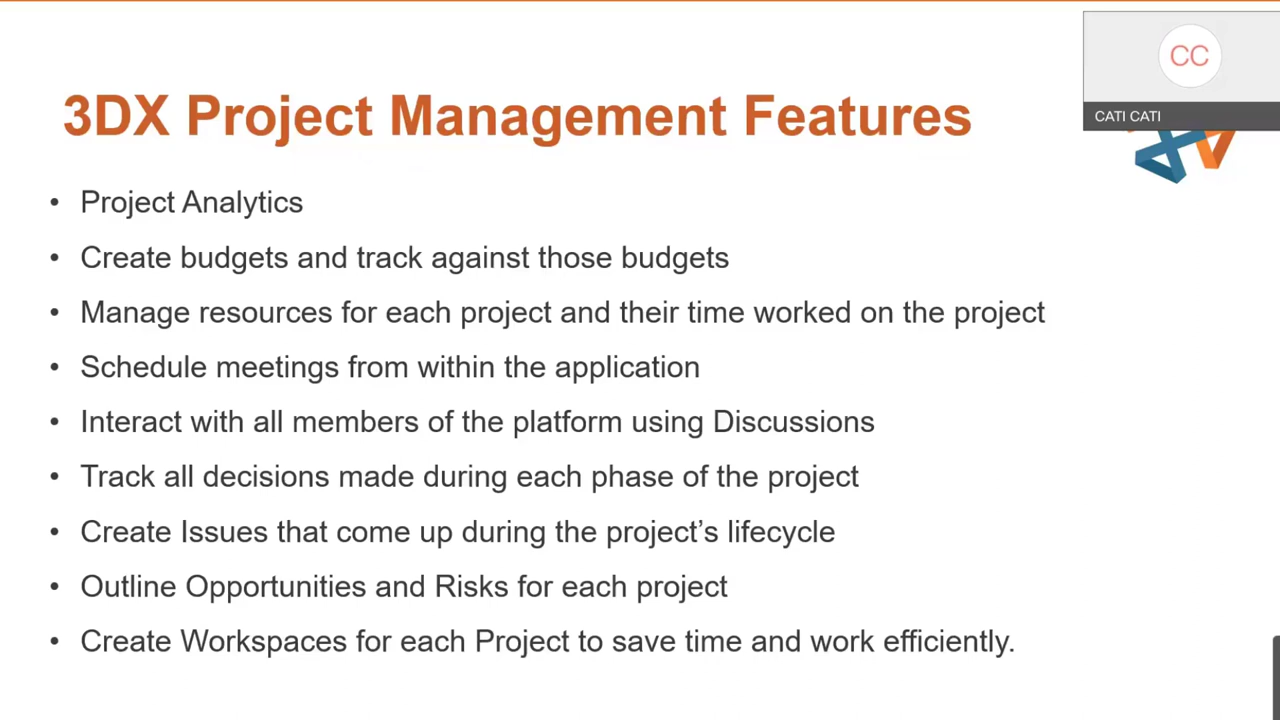 CC
CATI CATI
3DX Project Management Features
• Project Analytics
• Create budgets and track against those budgets
• Manage resources for each project and their time worked on the project
• Schedule meetings from within the application
• Interact with all members of the platform using Discussions
• Track all decisions made during each phase of the project
• Create Issues that come up during the project’s lifecycle
• Outline Opportunities and Risks for each project
• Create Workspaces for each Project to save time and work efficiently.